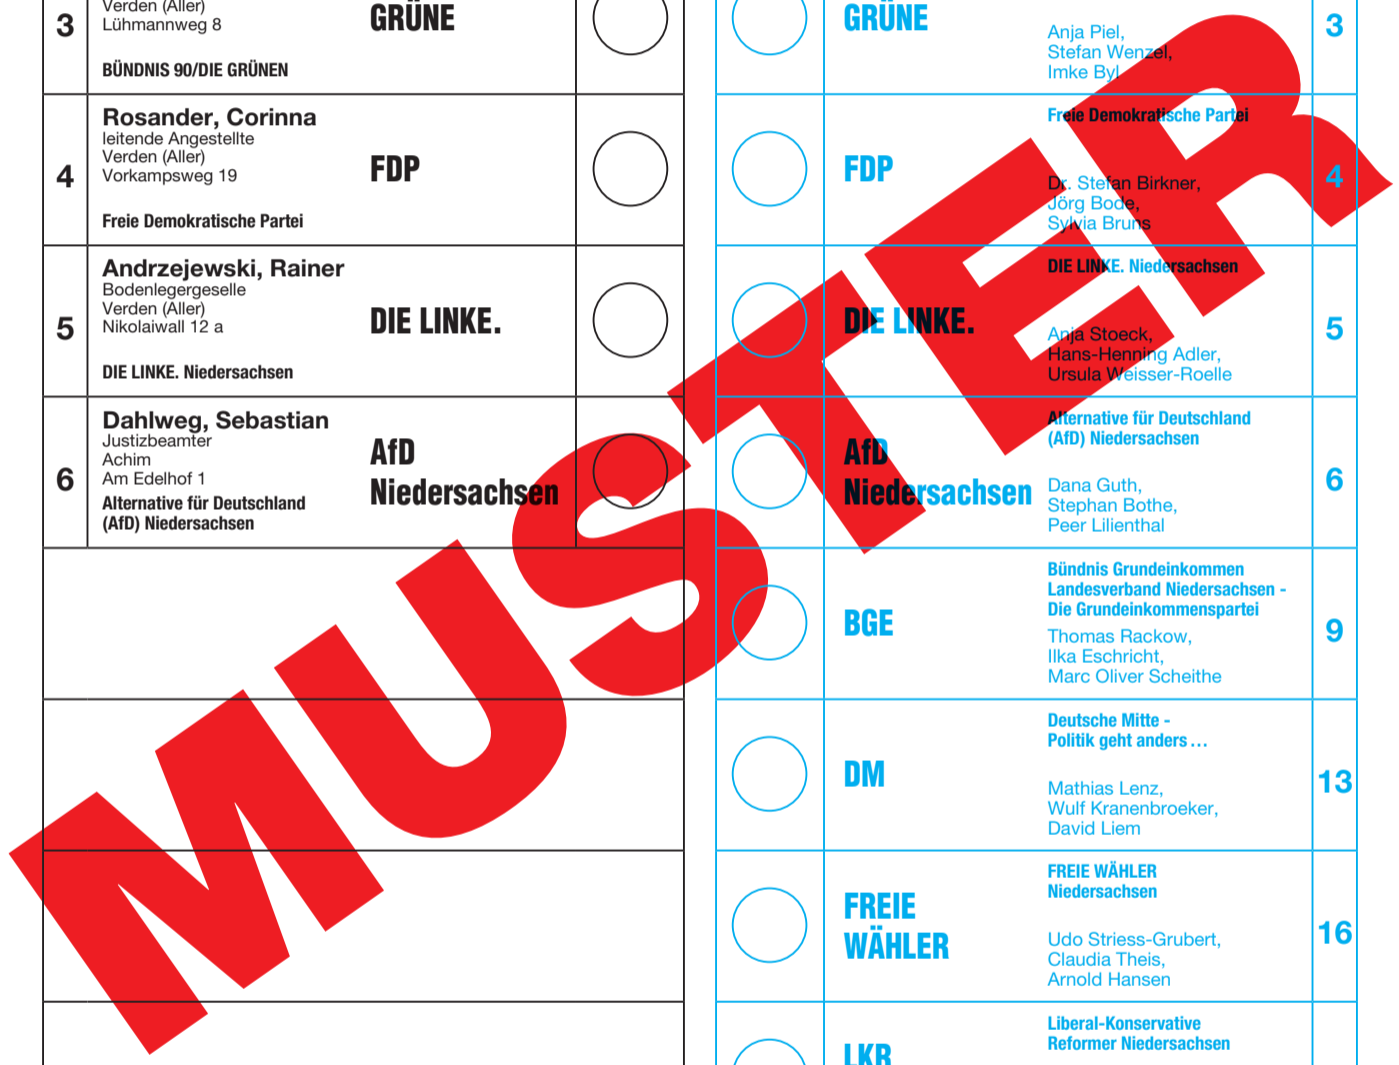 3
Verden (Aller)
Lühmannweg 8
BÜNDNIS 90/DIE GRÜNEN
GRÜNE
4
Rosander, Corinna
leitende Angestellte
Verden (Aller)
Vorkampsweg 19
Freie Demokratische Partei
FDP
5
Andrzejewski, Rainer
Bodenlegergeselle
Verden (Aller)
Nikolaiwall 12 a
DIE LINKE. Niedersachsen
DIE LINKE.
6
Dahlweg, Sebastian
Justizbeamter
Achim
Am Edelhof 1
Alternative für Deutschland
(AfD) Niedersachsen
AfD
Niedersachsen
GRÜNE
Anja Piel,
Stefan Wenzel,
Imke Byl
3
FDP
Freie Demokratische Partei
Dr. Stefan Birkner,
Jörg Bode,
Sylvia Bruns
4
DIE LINKE.
DIE LINKE. Niedersachsen
Anja Stoeck,
Hans-Henning Adler,
Ursula Weisser-Roelle
5
AfD
Niedersachsen
Alternative für Deutschland
(AfD) Niedersachsen
Dana Guth,
Stephan Bothe,
Peer Lilienthal
6
BGE
Bündnis Grundeinkommen
Landesverband Niedersachsen -
Die Grundeinkommenspartei
Thomas Rackow,
Ilka Eschricht,
Marc Oliver Scheithe
9
DM
Deutsche Mitte -
Politik geht anders...
Mathias Lenz,
Wulf Kranenbroeker,
David Liem
13
FREIE
WÄHLER
FREIE WÄHLER
Niedersachsen
Udo Striess-Grubert,
Claudia Theis,
Arnold Hansen
16
LKR
Liberal-Konservative
Reformer Niedersachsen
MUSTER